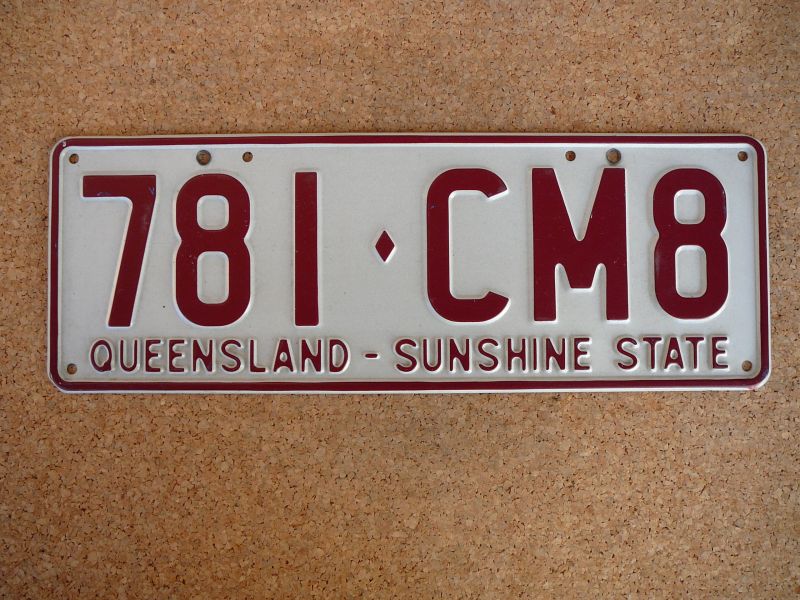 781♦CM8
QUEENSLAND - SUNSHINE STATE